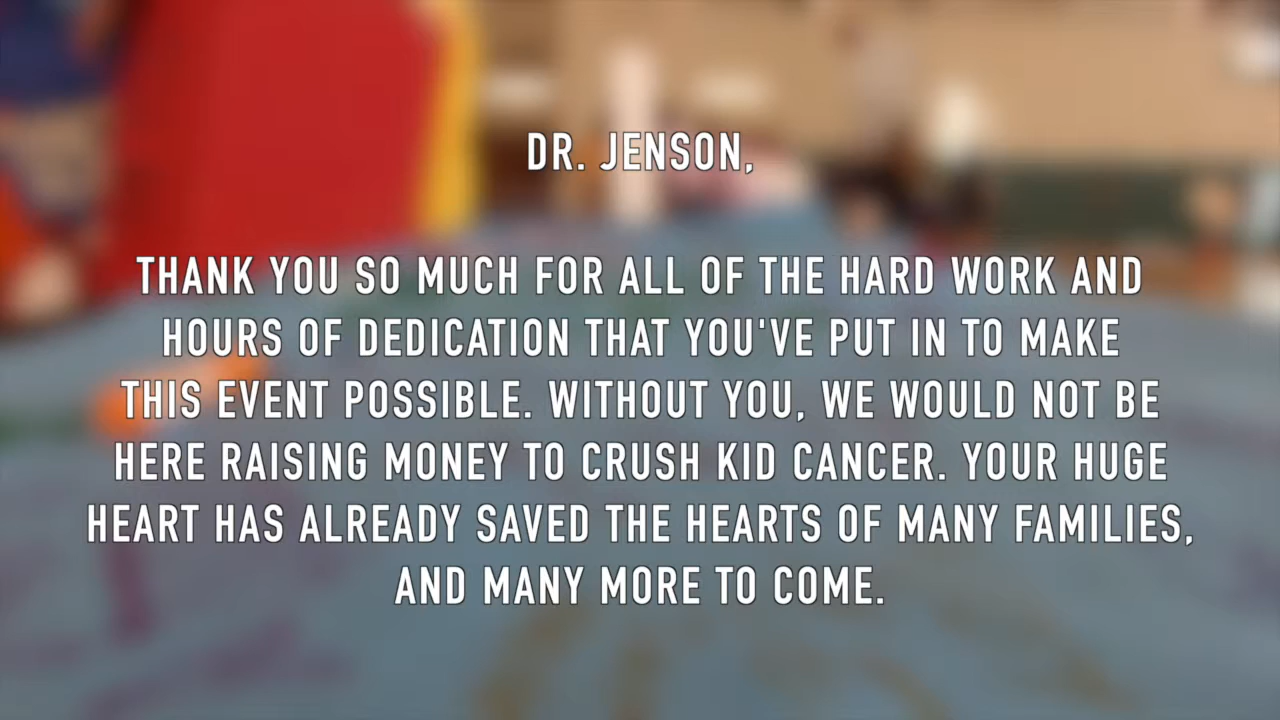 DR. JENSON,
THANK YOU SO MUCH FOR ALL OF THE HARD WORK AND
HOURS OF DEDICATION THAT YOU'VE PUT IN TO MAKE
THIS EVENT POSSIBLE. WITHOUT YOU, WE WOULD NOT BE
HERE RAISING MONEY TO CRUSH KID CANCER. YOUR HUGE
HEART HAS ALREADY SAVED THE HEARTS OF MANY FAMILIES,
AND MANY MORE TO COME.